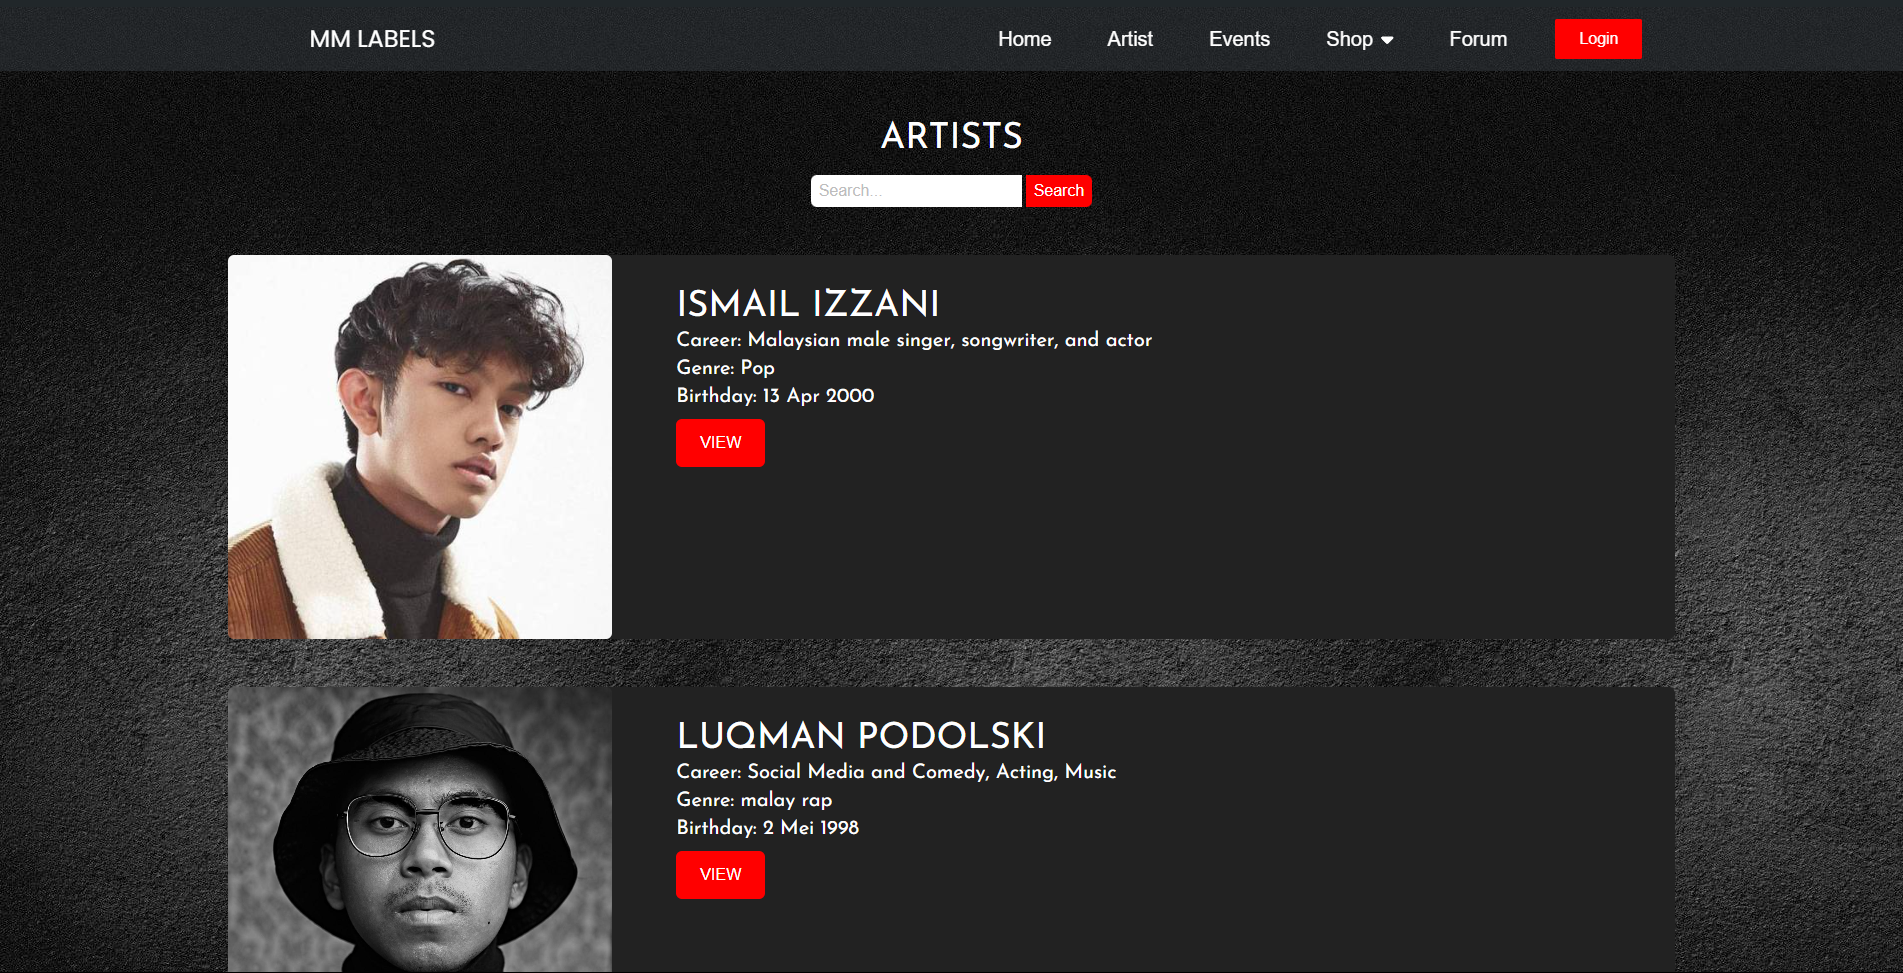 MM LABELS
Home Artist Events Shop Forum Login
ARTISTS
Search... Search
ISMAIL IZZANI
Career: Malaysian male singer, songwriter, and actor
Genre: Pop
Birthday: 13 Apr 2000
VIEW
LUQMAN PODOLSKI
Career: Social Media and Comedy, Acting, Music
Genre: malay rap
Birthday: 2 Mei 1998
VIEW